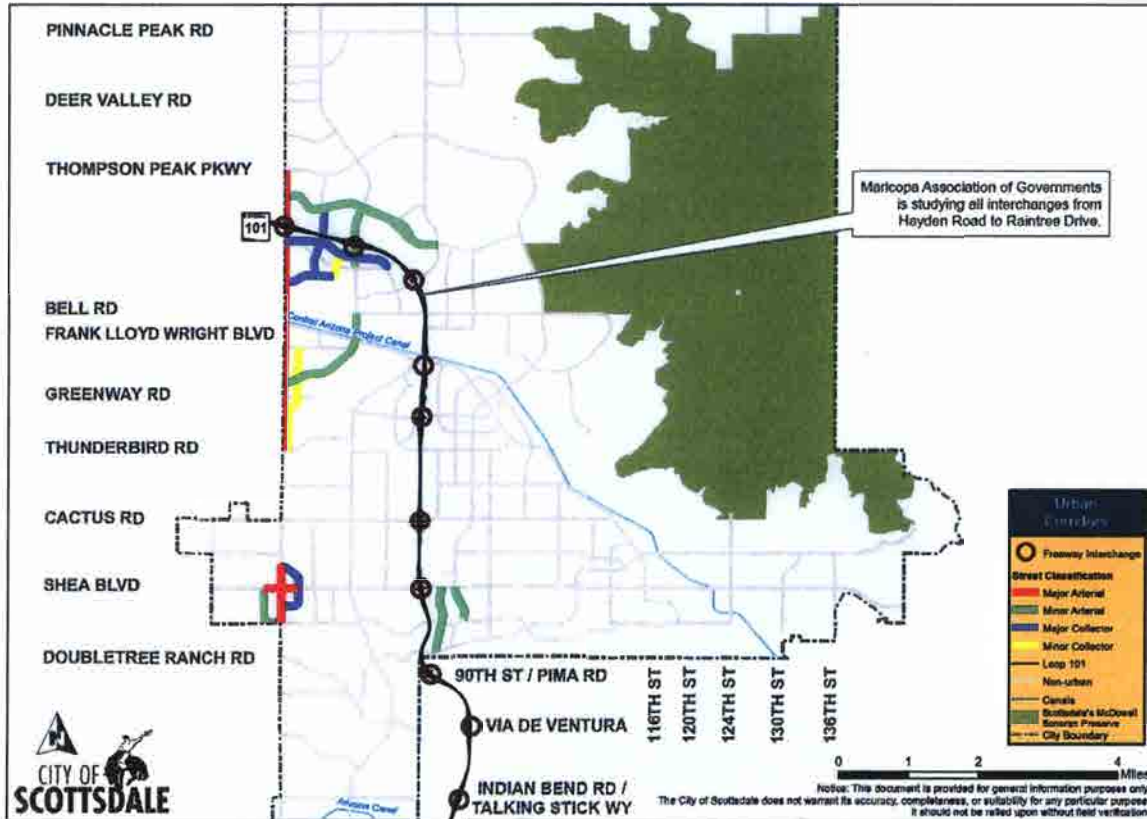 PINNACLE PEAK RD
DEER VALLEY RD
THOMPSON PEAK PKWY
Maricopa Association of Governments
is studying all interchanges from
Hayden Road to Raintree Drive.
101
BELL RD
FRANK LLOYD WRIGHT BLVD
Central Arizona Project Canal
GREENWAY RD
THUNDERBIRD RD
CACTUS RD
SHEA BLVD
DOUBLETREE RANCH RD
90TH ST / PIMA RD
VIA DE VENTURA
INDIAN BEND RD /
TALKING STICK WY
116TH ST
120TH ST
124TH ST
130TH ST
136TH ST
Urban
Corridors
Freeway Interchange
Street Classification
Major Arterial
Minor Arterial
Major Collector
Minor Collector
Loop 101
Non-urban
Canals
Scottsdale's McDowell
Sonoran Preserve
City Boundary
N
CITY OF
SCOTTSDALE
Arizona Canal
0 1 2 4
Miles
Notice: This document is provided for general information purposes only.
The City of Scottsdale does not warrant its accuracy, completeness, or suitability for any particular purpose.
It should not be relied upon without field verification.